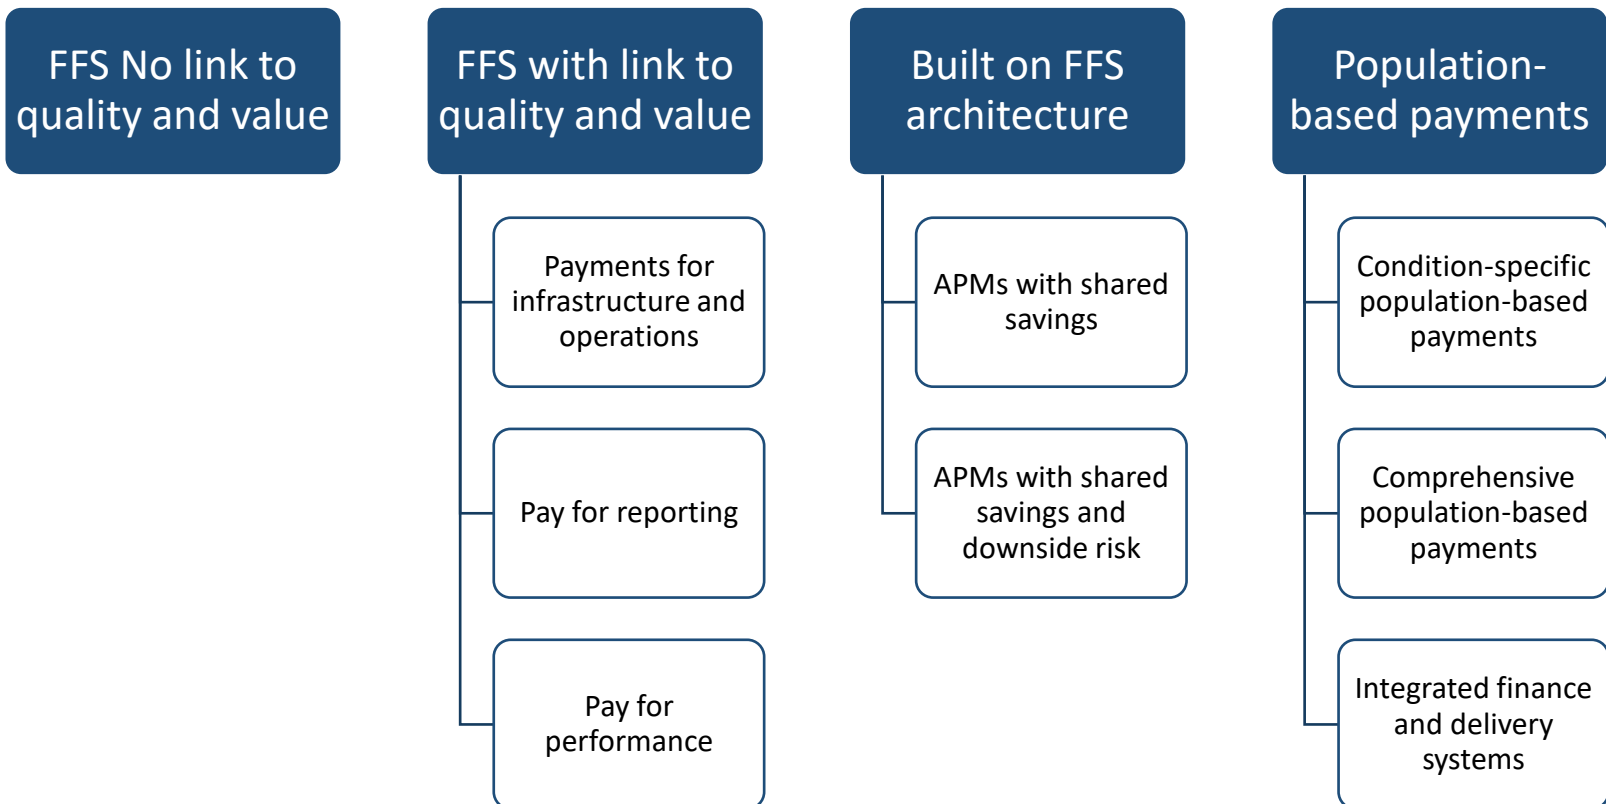 FFS No link to
quality and value
FFS with link to
quality and value
Payments for
infrastructure and
operations
Pay for reporting
Pay for
performance
Built on FFS
architecture
APMs with shared
savings
APMs with shared
savings and
downside risk
Population-
based payments
Condition-specific
population-based
payments
Comprehensive
population-based
payments
Integrated finance
and delivery
systems